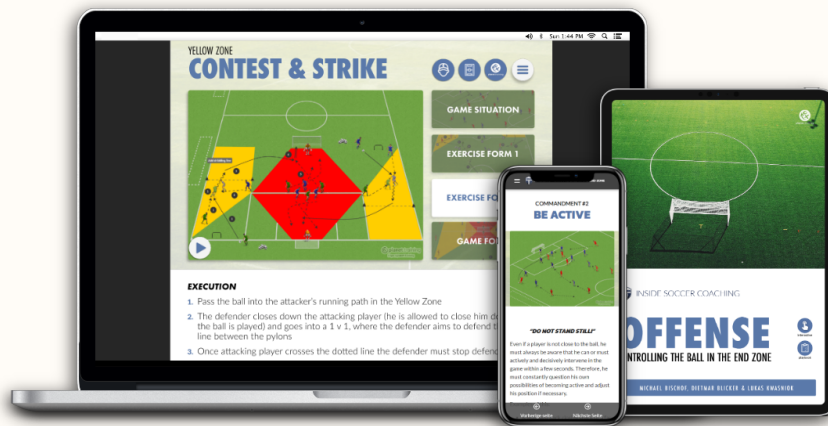 Sun 1:44 PM
YELLOW ZONE
CONTEST & STRIKE
GAME SITUATION
EXERCISE FORM 1
EXERCISE FO
GAME FO
EXECUTION
1. Pass the ball into the attacker's running path in the Yellow Zone
2. The defender closes down the attacking player (he is allowed to close him do
the ball is played) and goes into a 1 v 1, where the defender aims to defend t
line between the pylons
3. Once attacking player crosses the dotted line the defender must stop defend
COMMANDMENT #2
BE ACTIVE
"DO NOT STAND STILL!"
Even if a player is not close to the ball, he
must always be aware that he can or must
actively and decisively intervene in the
game within a few seconds. Therefore, he
must constantly question his own
possibilities of becoming active and adjust
his position if necessary.
Vorherige seite
Nächste Seite
INSIDE SOCCER COACHING
OFFENSE
ONTROLLING THE BALL IN THE END ZONE
MICHAEL BISCHOF, DIETMAR BLICKER & LUKAS KWASNIOK